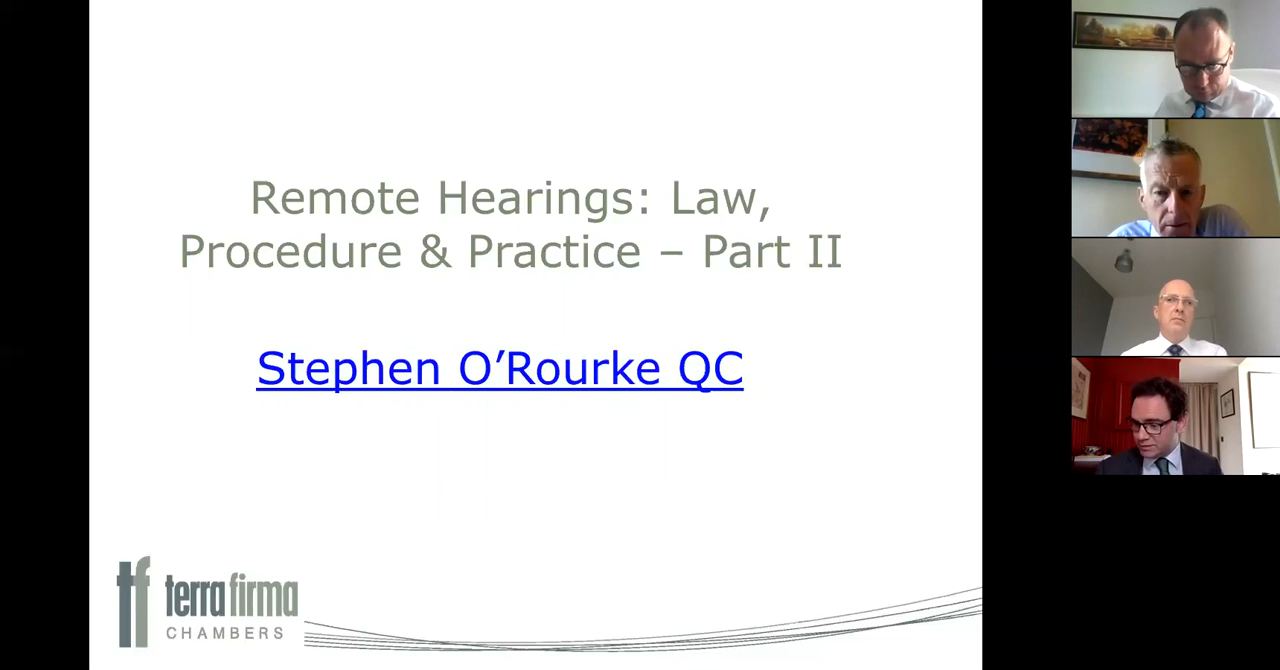 Remote Hearings: Law,
Procedure & Practice – Part II
Stephen O’Rourke QC
tf terra firma
CHAMBERS